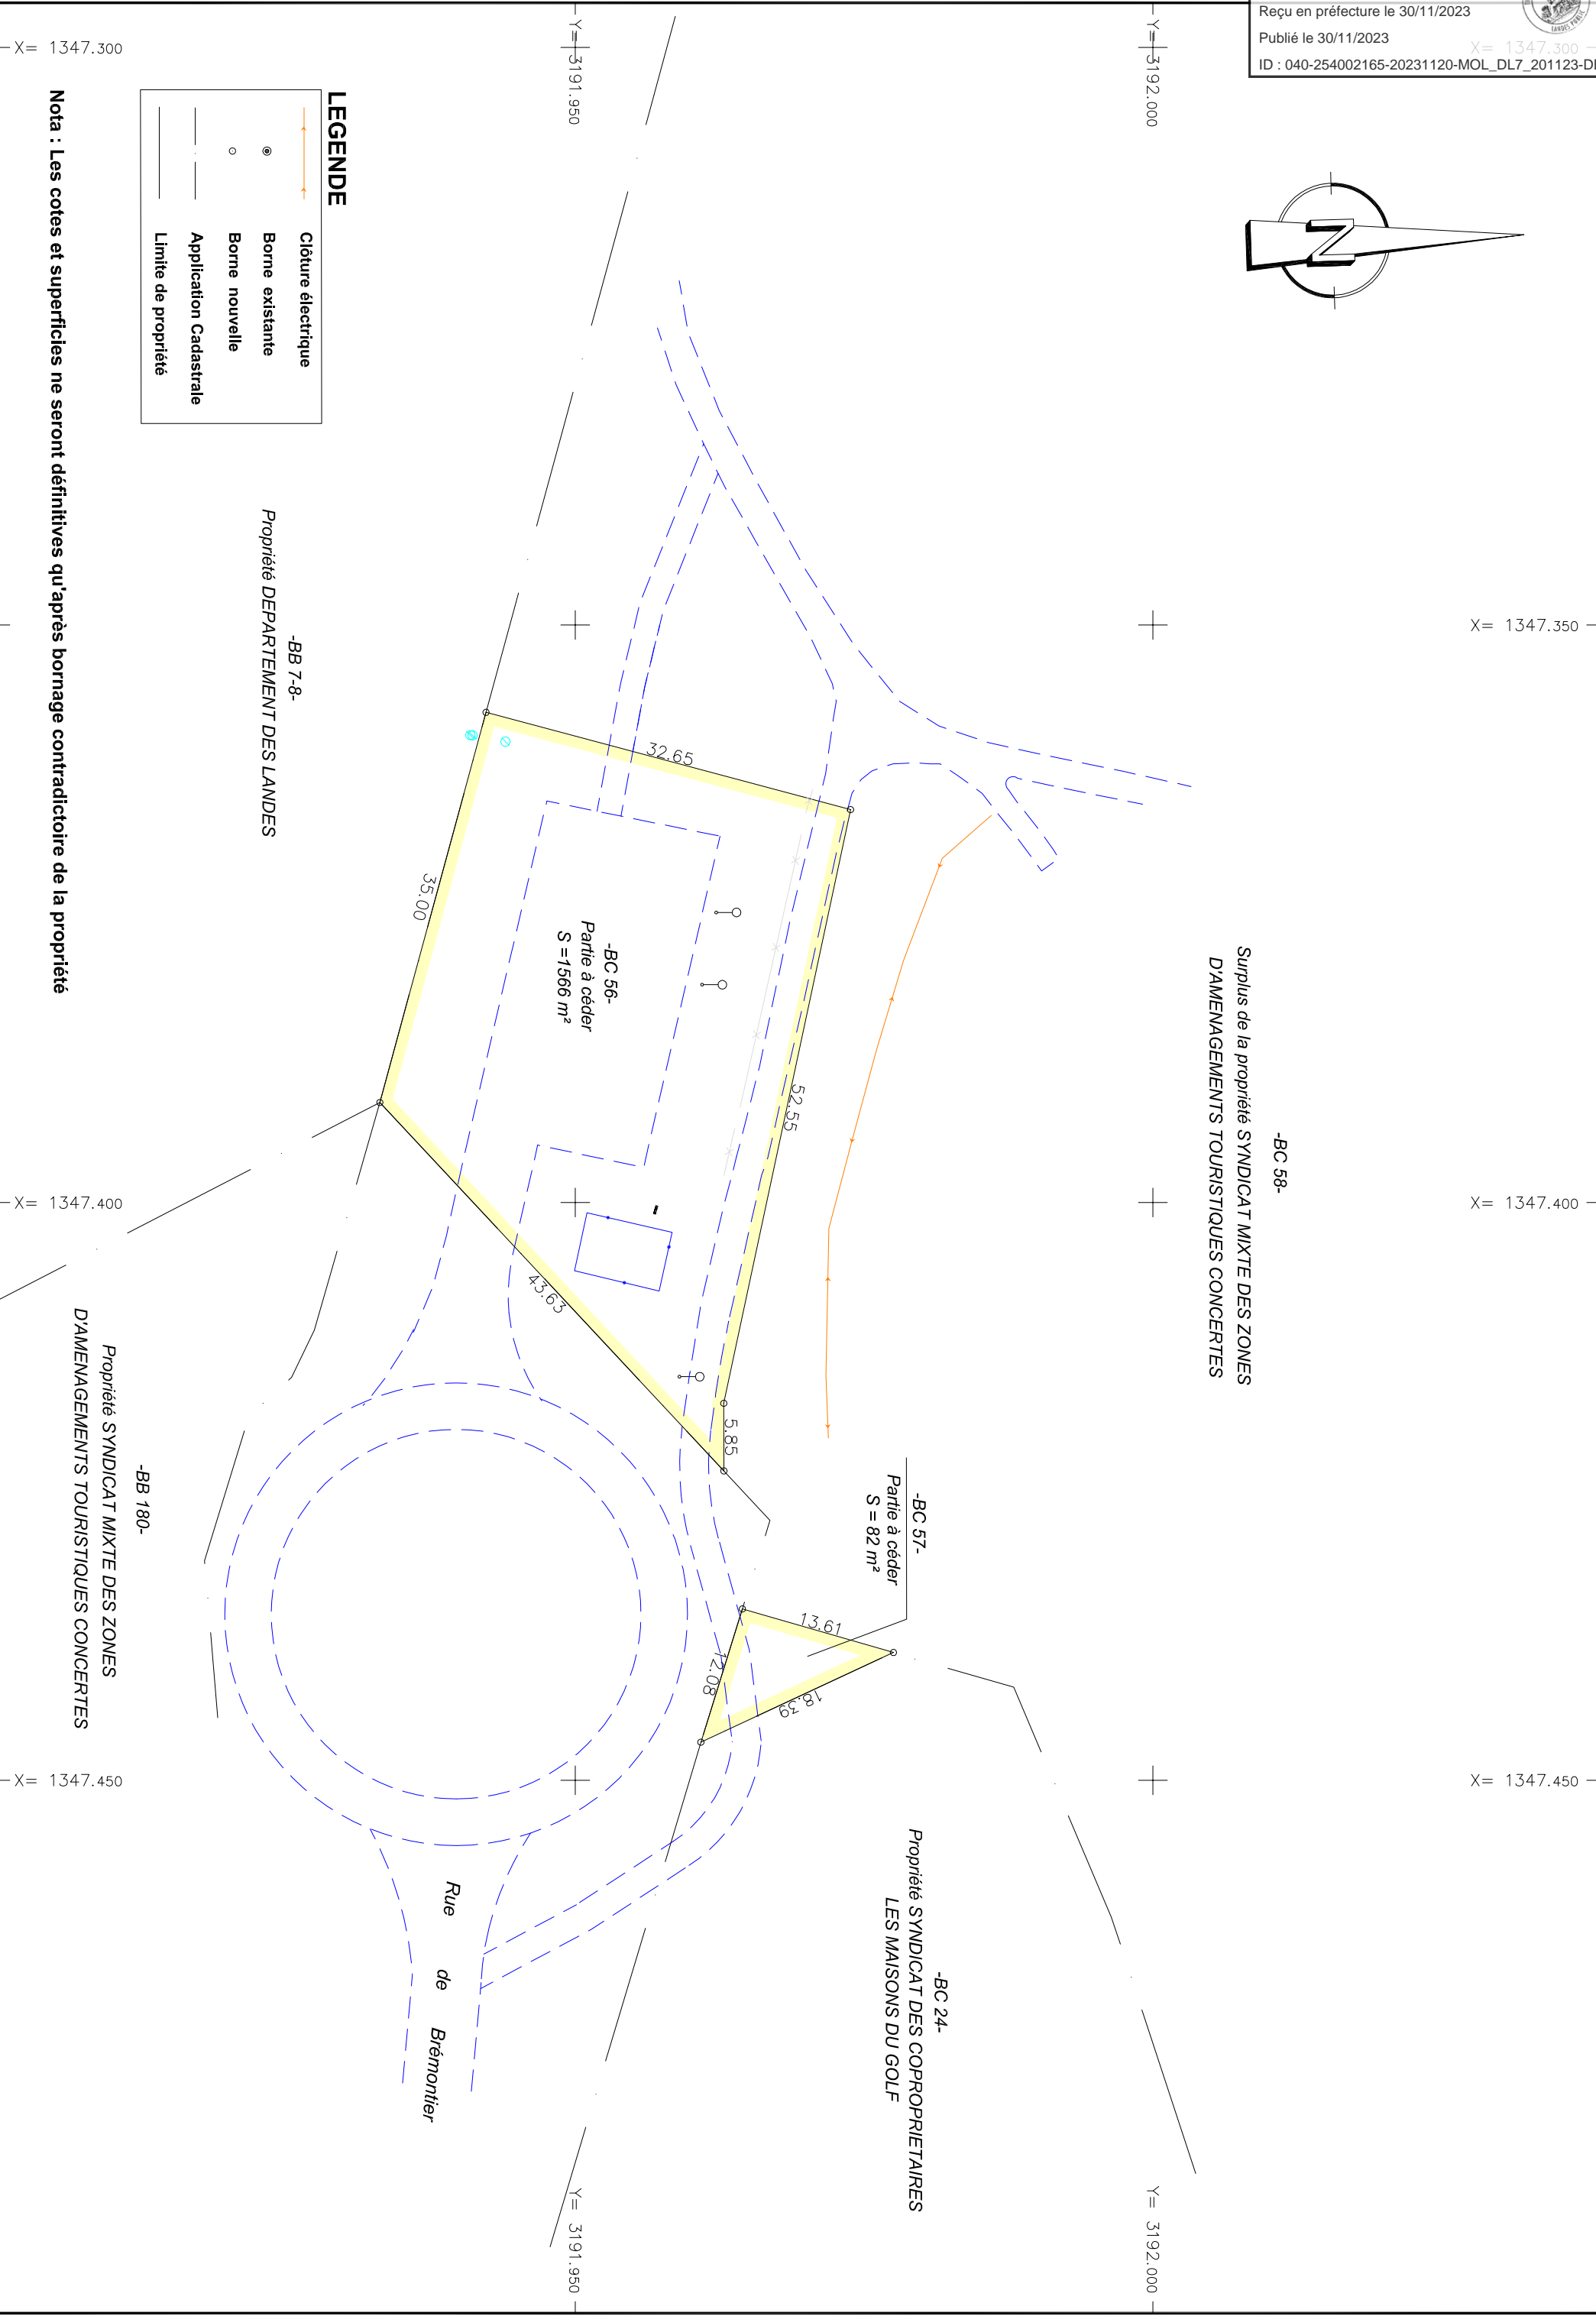 Reçu en préfecture le 30/11/2023
Publié le 30/11/2023
ID : 040-254002165-20231120-MOL_DL7_201123-DE
X= 1347.300
X= 1347.300
Y= 3191.950
Y= 3192.000
N
LEGENDE
Clôture électrique
Borne existante
Borne nouvelle
Application Cadastrale
Limite de propriété
Nota : Les cotes et superficies ne seront définitives qu'après bornage contradictoire de la propriété
X= 1347.350
-BB 7-8-
Propriété DEPARTEMENT DES LANDES
32.65
35.00
52.55
43.63
5.85
-BC 56-
Partie à céder
S =1566 m²
-BC 58-
Surplus de la propriété SYNDICAT MIXTE DES ZONES
D'AMENAGEMENTS TOURISTIQUES CONCERTES
X= 1347.400
X= 1347.400
-BC 57-
Partie à céder
S = 82 m²
13.61
12.08
18.39
-BB 180-
Propriété SYNDICAT MIXTE DES ZONES
D'AMENAGEMENTS TOURISTIQUES CONCERTES
X= 1347.450
X= 1347.450
-BC 24-
Propriété SYNDICAT DES COPROPRIETAIRES
LES MAISONS DU GOLF
Rue de Brémontier
Y= 3191.950
Y= 3192.000